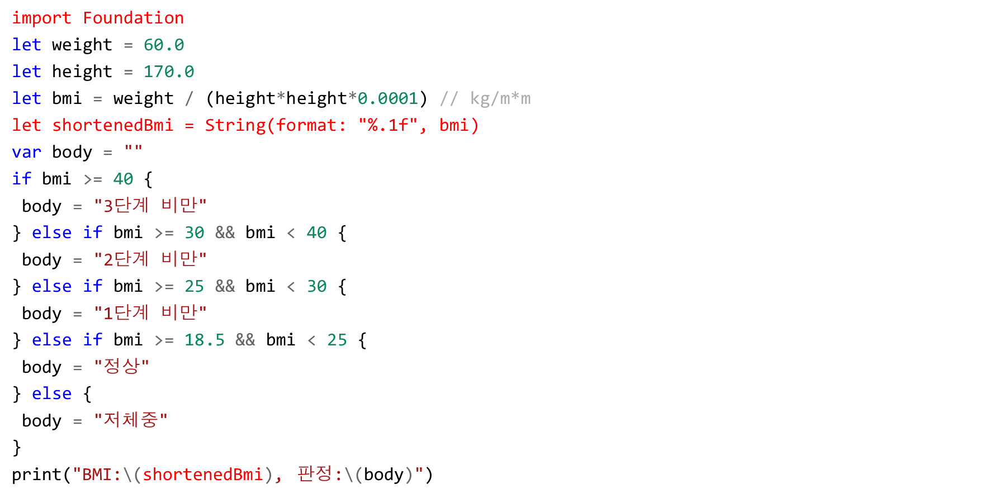 import Foundation
let weight = 60.0
let height = 170.0
let bmi = weight / (height*height*0.0001) // kg/m*m
let shortenedBmi = String(format: "%.1f", bmi)
var body = ""
if bmi >= 40 {
 body = "3단계 비만"
} else if bmi >= 30 && bmi < 40 {
 body = "2단계 비만"
} else if bmi >= 25 && bmi < 30 {
 body = "1단계 비만"
} else if bmi >= 18.5 && bmi < 25 {
 body = "정상"
} else {
 body = "저체중"
}
print("BMI:\(shortenedBmi), 판정:\(body)")